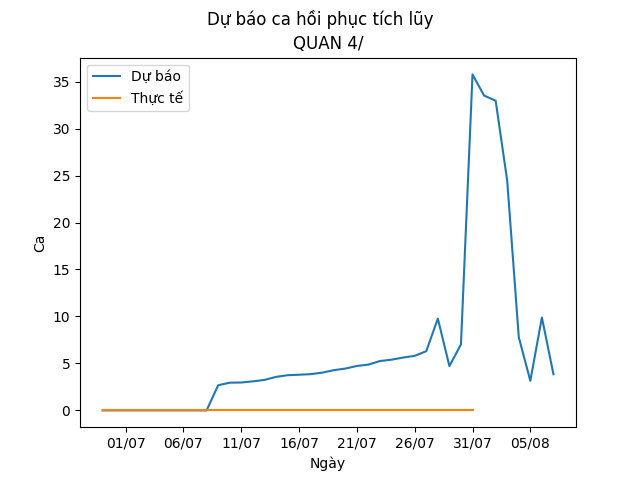 Dự báo ca hồi phục tích lũy
QUAN 4/
Dự báo
Thực tế
Ca
35
30
25
20
15
10
5
0
01/07 06/07 11/07 16/07 21/07 26/07 31/07 05/08
Ngày